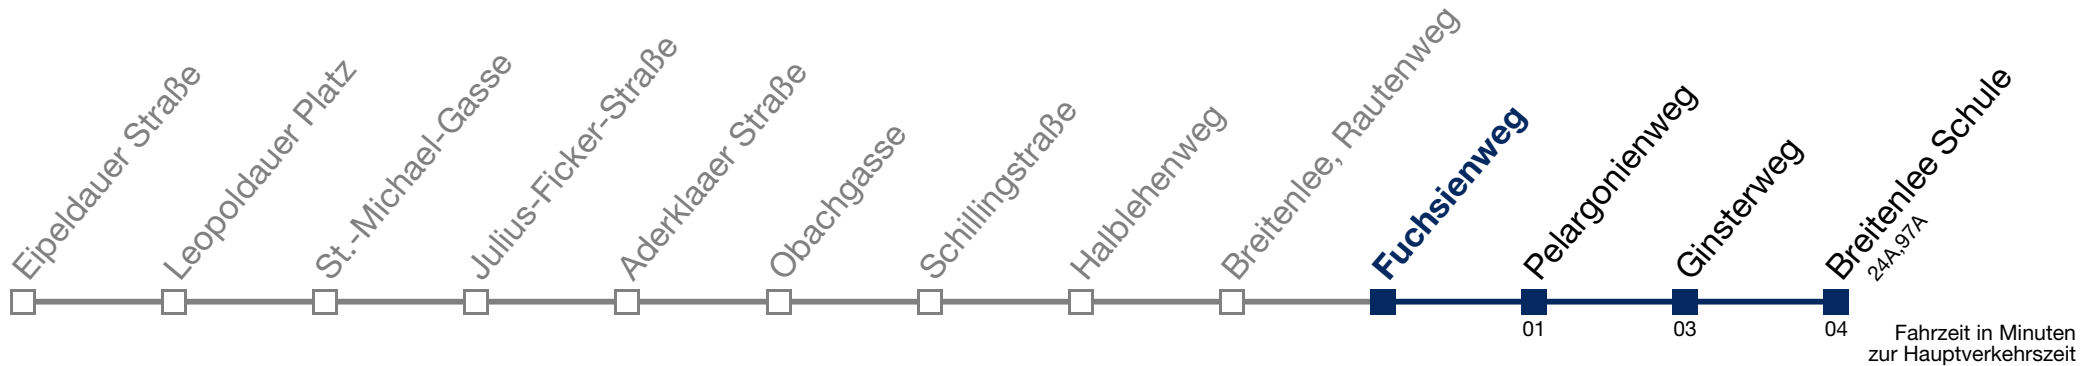 Eipeldauer Straße
Leopoldauer Platz
St.-Michael-Gasse
Julius-Ficker-Straße
Aderklaaer Straße
Obachgasse
Schillingstraße
Halblehenweg
Breitenlee, Rautenweg
Fuchsienweg
Pelargonienweg
Ginsterweg
Breitenlee Schule
24A,97A
01
03
04
Fahrzeit in Minuten
zur Hauptverkehrszeit